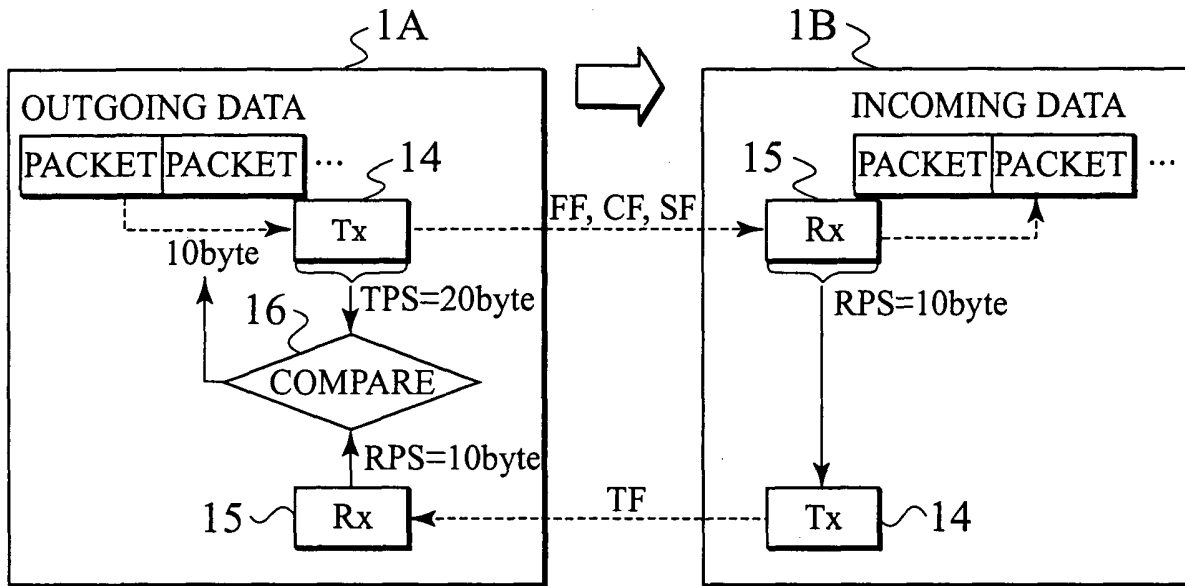 1A
1B
OUTGOING DATA
INCOMING DATA
PACKET PACKET ...
14
15
PACKET PACKET ...
Tx
FF, CF, SF
Rx
10byte
TPS=20byte
RPS=10byte
16
COMPARE
RPS=10byte
15
Rx
TF
Tx
14